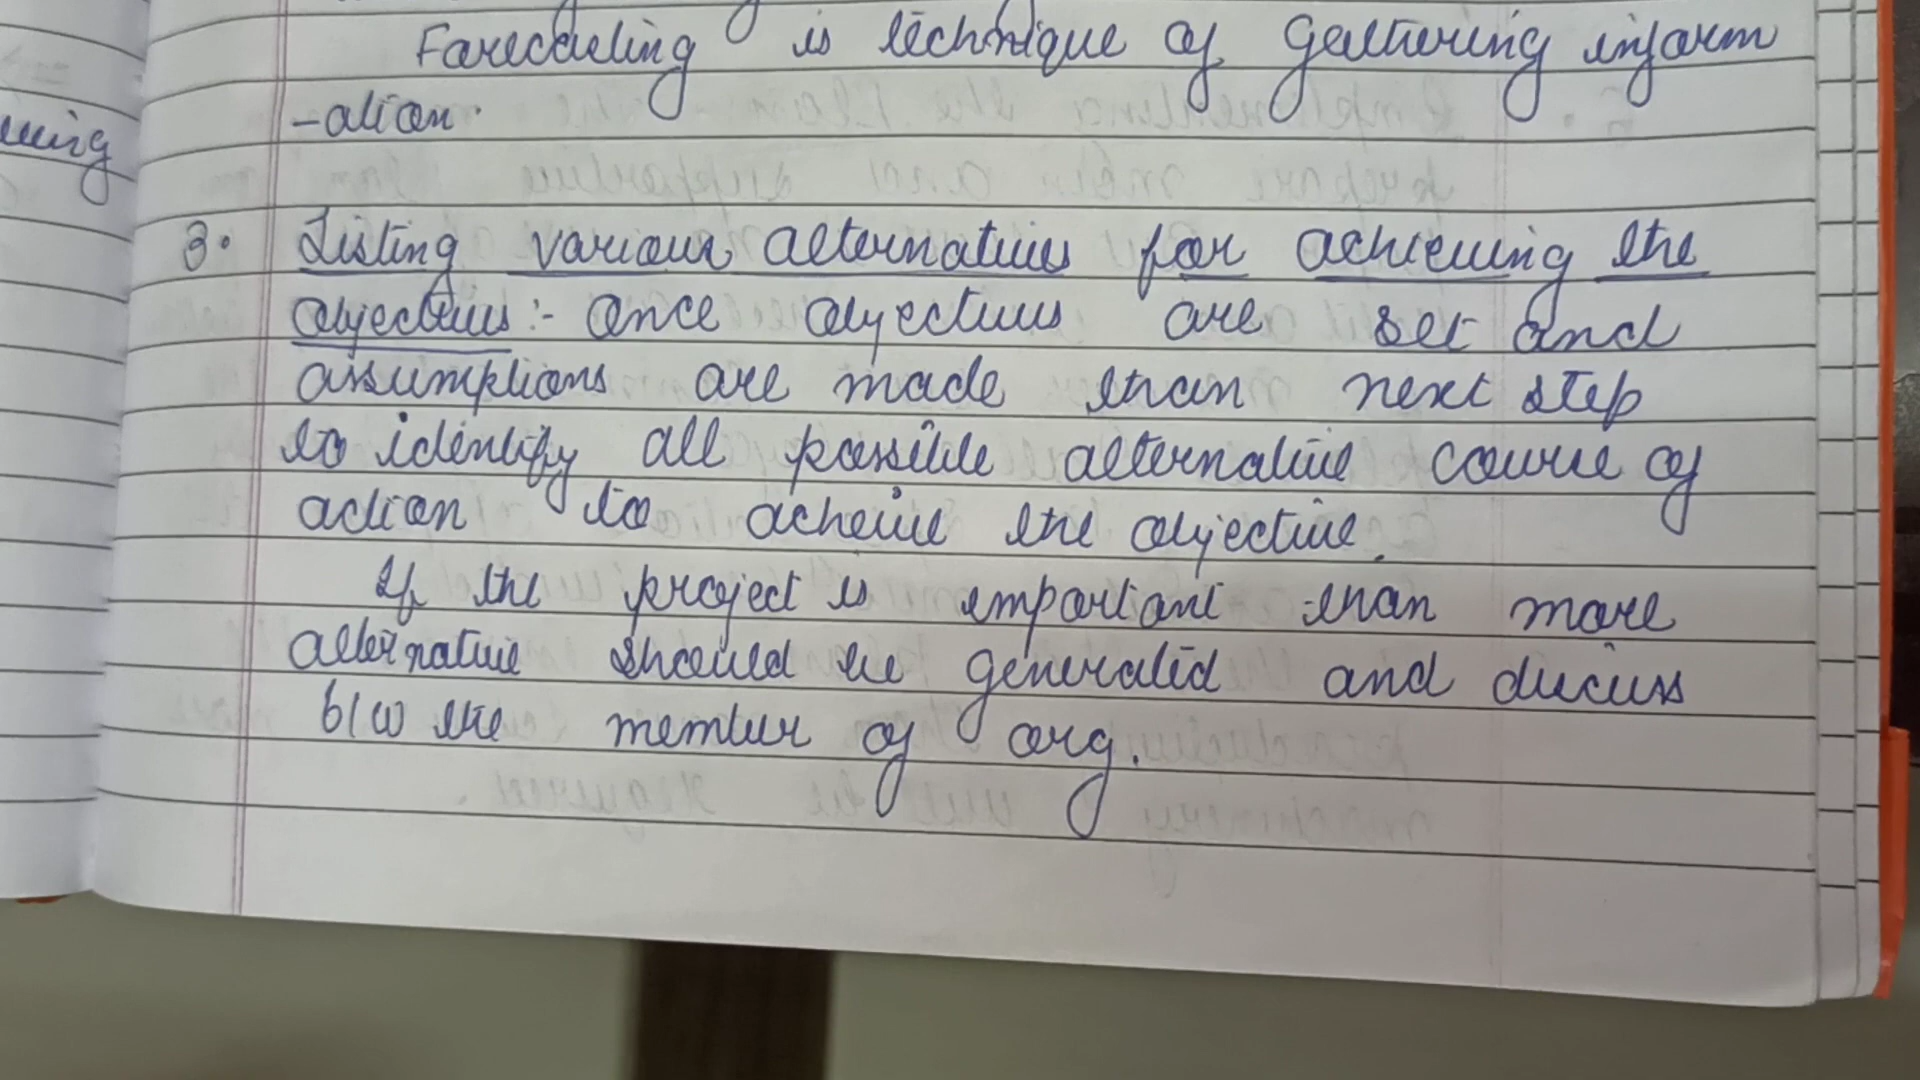 Forecasting is technique of gathering inform
-ation.
3. Listing various alternatives for achieving the
objectives :- once objectives are set and
assumptions are made than next step
to identify all possible alternative course of
action to acheive the objective.
If the project is important than more
alternative should be generated and dicuss
b/w the member of org.